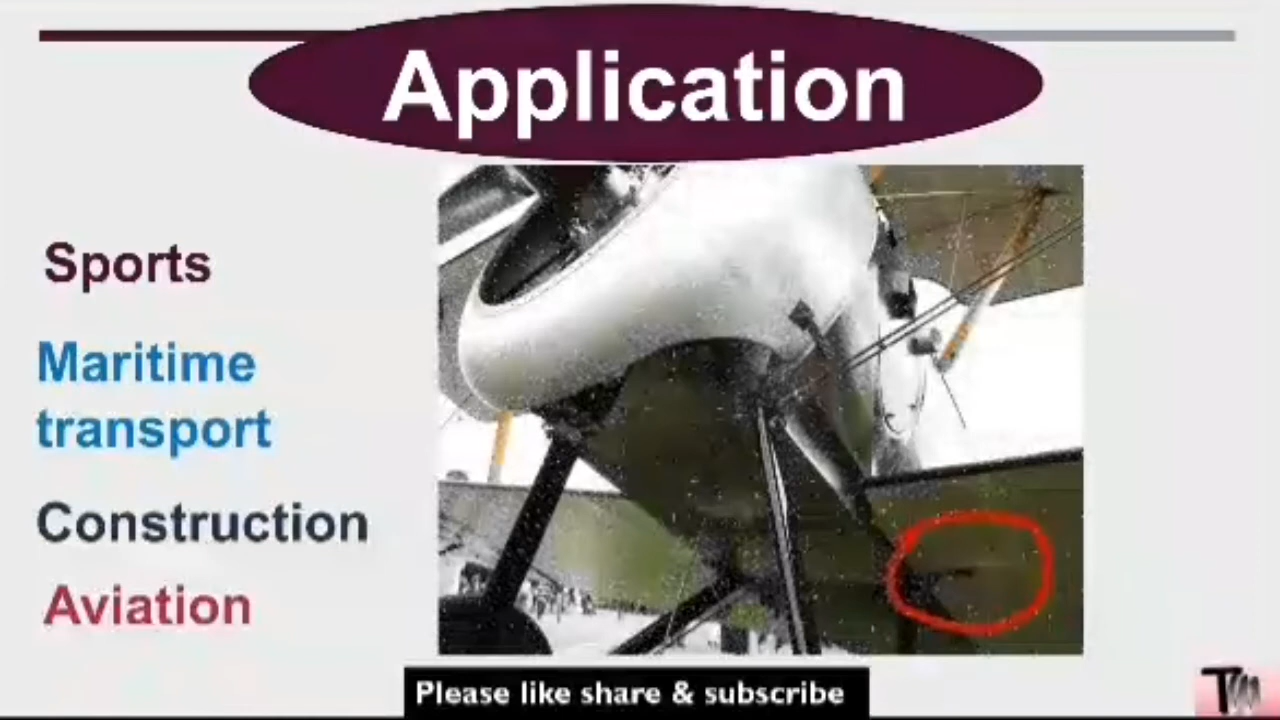 Application
Sports
Maritime
transport
Construction
Aviation
Please like share & subscribe